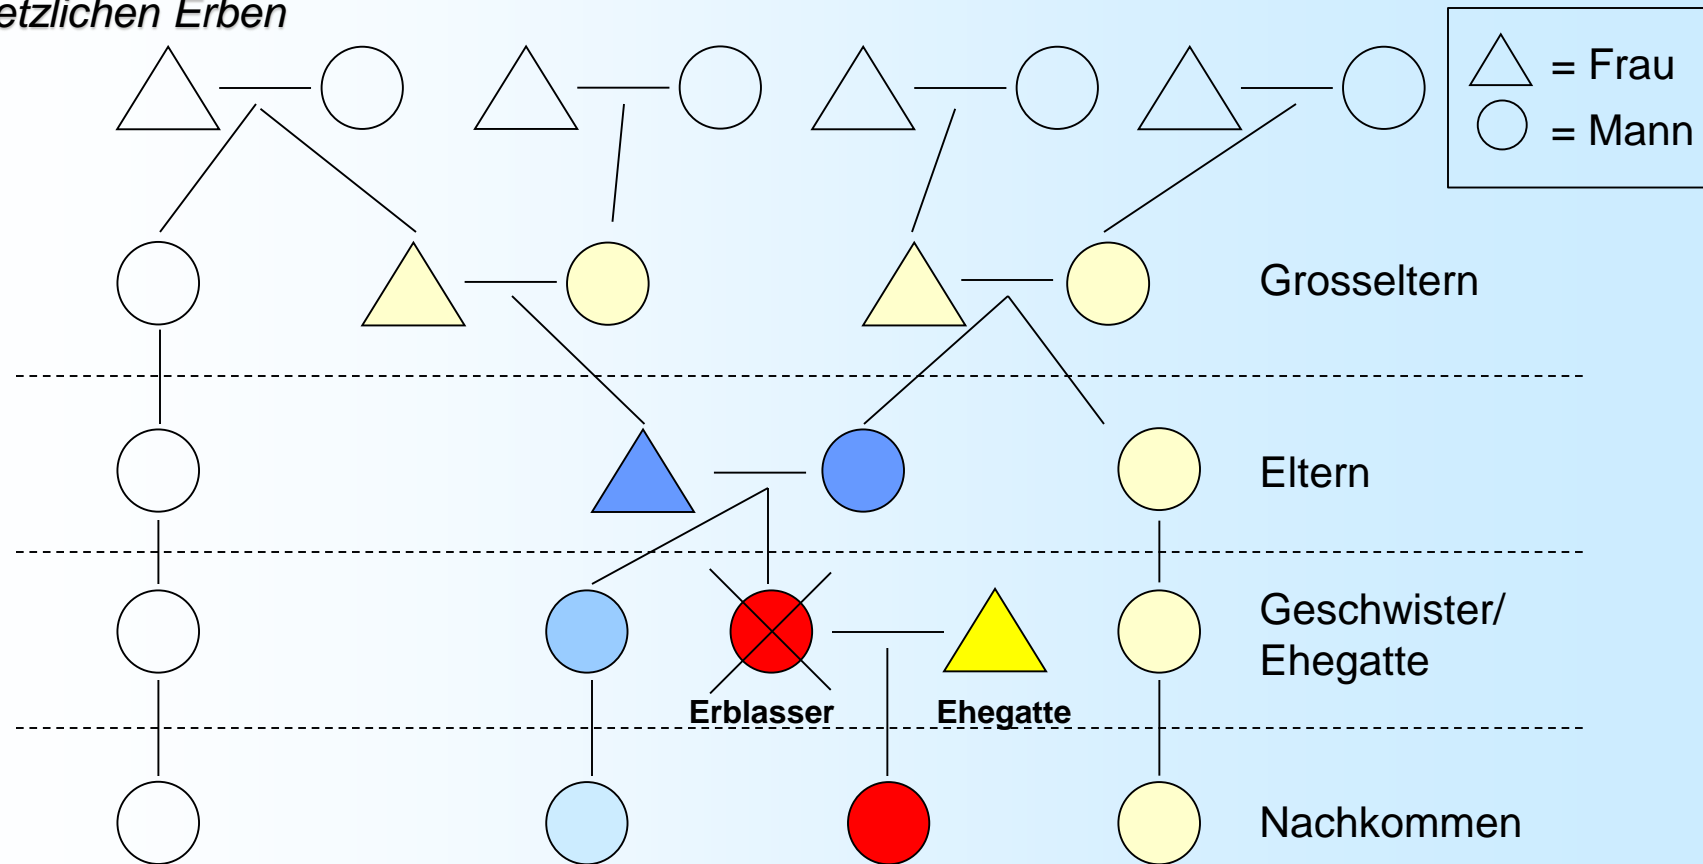 etzlichen Erben
= Frau
= Mann
Grosseltern
Eltern
Geschwister/
Ehegatte
Erblasser
Ehegatte
Nachkommen